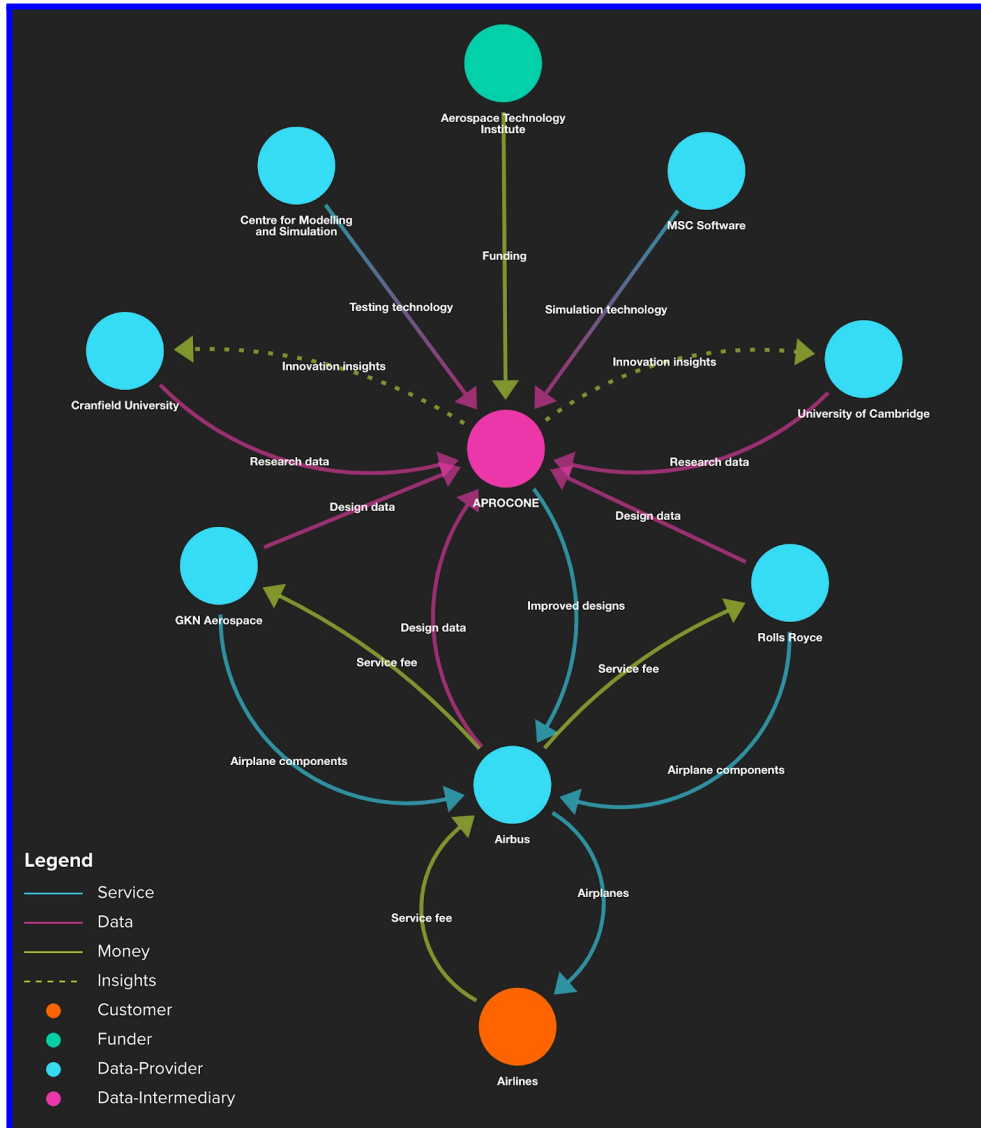 Aerospace Technology
Institute
Centre for Modelling
and Simulation
MSC Software
Funding
Testing technology
Simulation technology
Innovation insights
Innovation insights
Cranfield University
University of Cambridge
Research data
Research data
Design data
APROCONE
Design data
GKN Aerospace
Improved designs
Design data
Rolls Royce
Service fee
Service fee
Airplane components
Airplane components
Airbus
Airplanes
Service fee
Airlines
Legend
Service
Data
Money
Insights
Customer
Funder
Data-Provider
Data-Intermediary